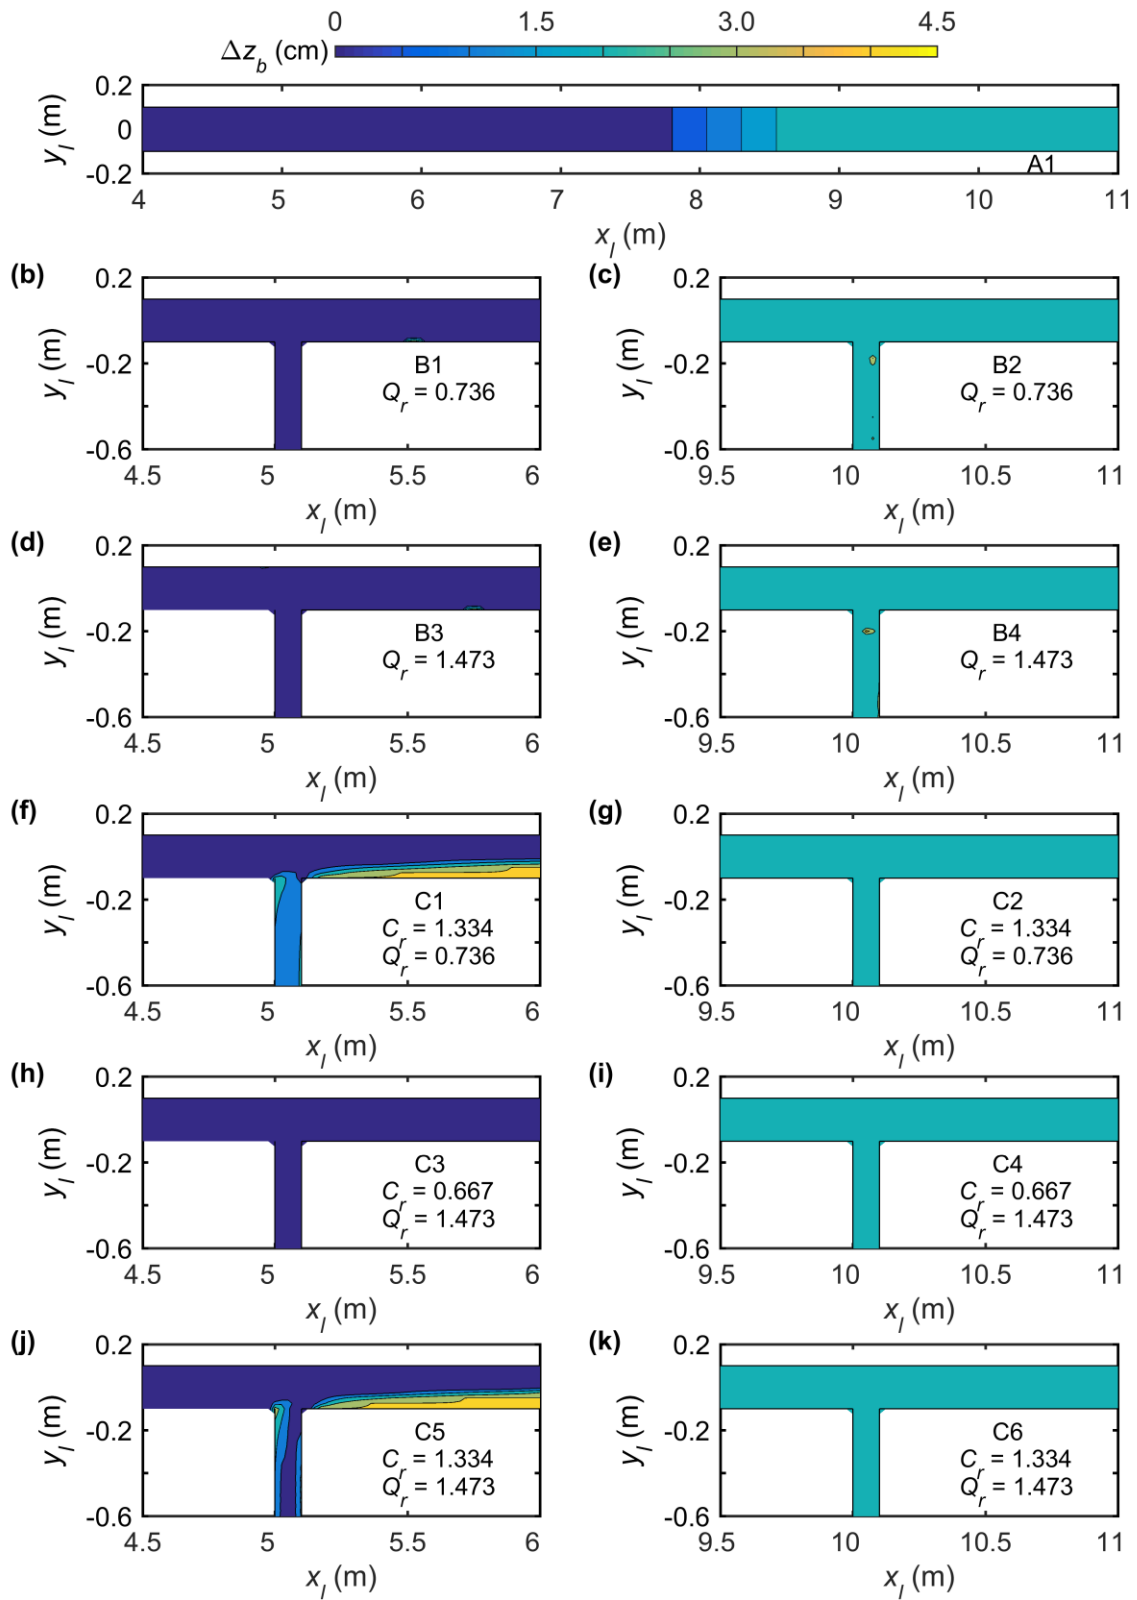 0 1.5 3.0 4.5
Δz_b (cm)
0.2
0
-0.2
y_l (m)
A1
4 5 6 7 8 9 10 11
x_l (m)
(b)
0.2
-0.2
-0.6
y_l (m)
B1
Q_r = 0.736
4.5 5 5.5 6
x_l (m)
(c)
0.2
-0.2
-0.6
y_l (m)
B2
Q_r = 0.736
9.5 10 10.5 11
x_l (m)
(d)
0.2
-0.2
-0.6
y_l (m)
B3
Q_r = 1.473
4.5 5 5.5 6
x_l (m)
(e)
0.2
-0.2
-0.6
y_l (m)
B4
Q_r = 1.473
9.5 10 10.5 11
x_l (m)
(f)
0.2
-0.2
-0.6
y_l (m)
C1
C_r = 1.334
Q_r = 0.736
4.5 5 5.5 6
x_l (m)
(g)
0.2
-0.2
-0.6
y_l (m)
C2
C_r = 1.334
Q_r = 0.736
9.5 10 10.5 11
x_l (m)
(h)
0.2
-0.2
-0.6
y_l (m)
C3
C_r = 0.667
Q_r = 1.473
4.5 5 5.5 6
x_l (m)
(i)
0.2
-0.2
-0.6
y_l (m)
C4
C_r = 0.667
Q_r = 1.473
9.5 10 10.5 11
x_l (m)
(j)
0.2
-0.2
-0.6
y_l (m)
C5
C_r = 1.334
Q_r = 1.473
4.5 5 5.5 6
x_l (m)
(k)
0.2
-0.2
-0.6
y_l (m)
C6
C_r = 1.334
Q_r = 1.473
9.5 10 10.5 11
x_l (m)